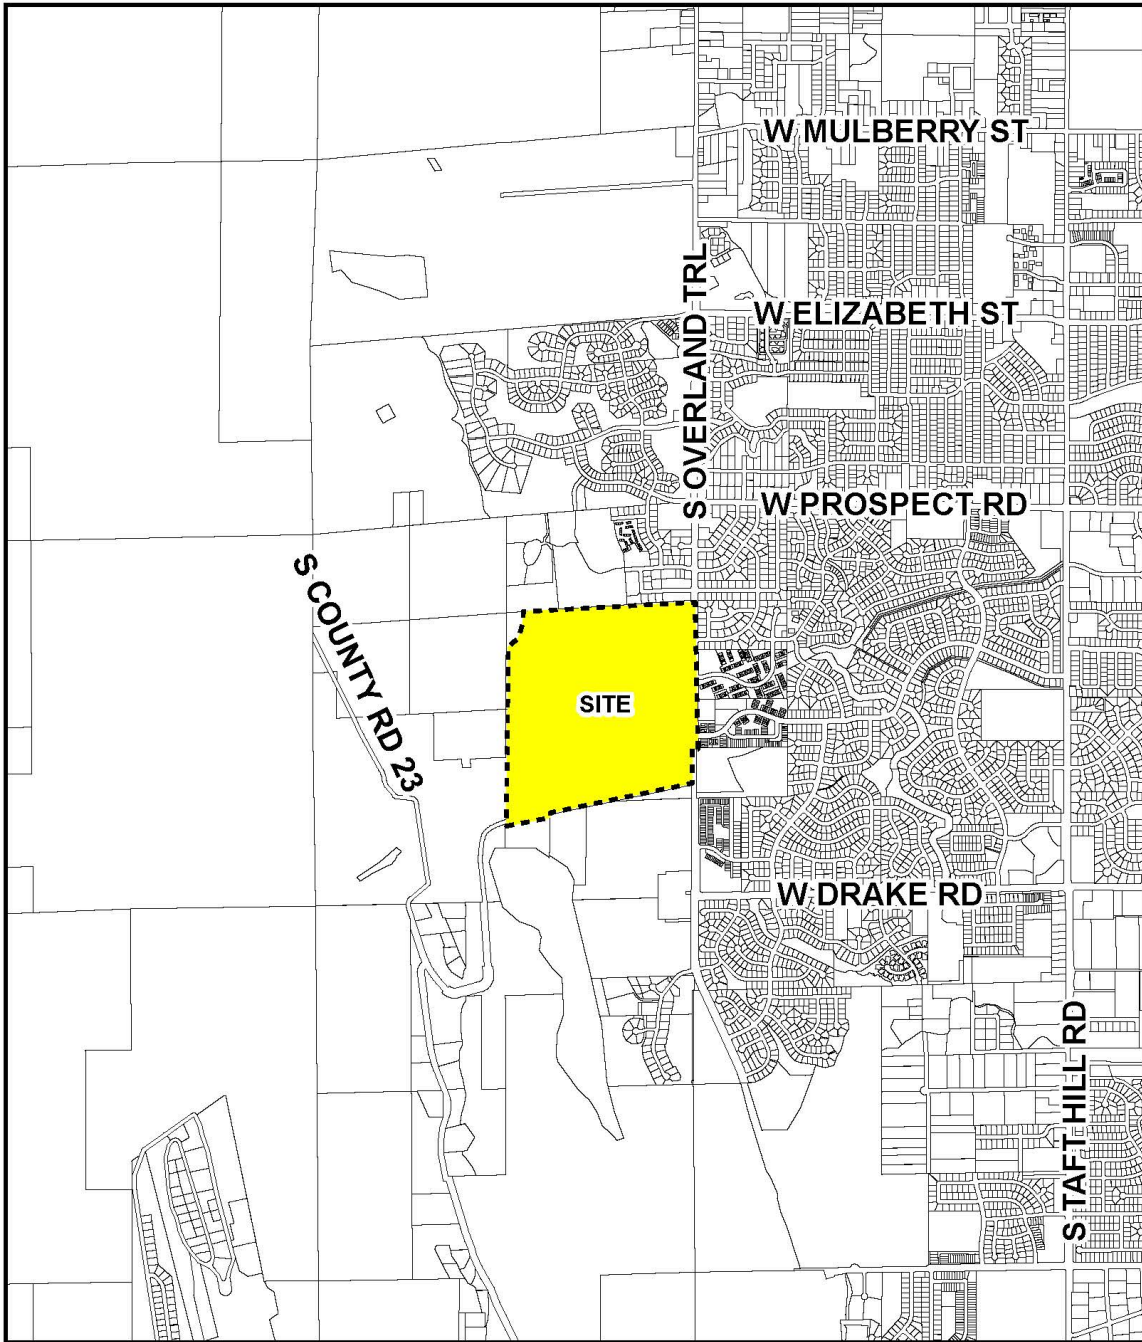 W MULBERRY ST
S OVERLAND TRL
W ELIZABETH ST
W PROSPECT RD
S COUNTY RD 23
SITE
W DRAKE RD
S TAFT HILL RD